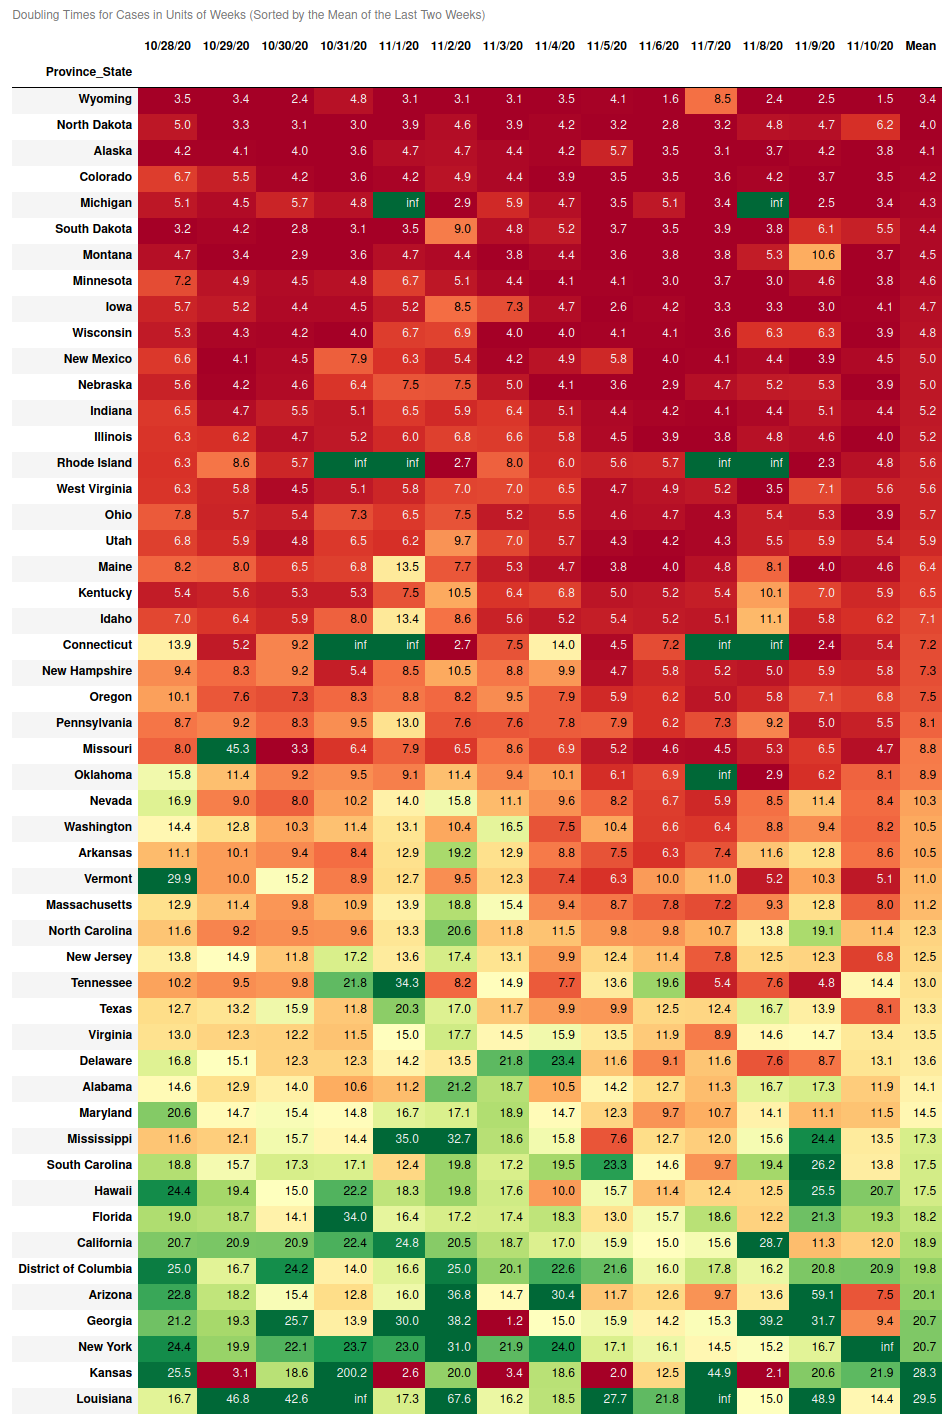 Doubling Times for Cases in Units of Weeks (Sorted by the Mean of the Last Two Weeks)
10/28/20 10/29/20 10/30/20 10/31/20 11/1/20 11/2/20 11/3/20 11/4/20 11/5/20 11/6/20 11/7/20 11/8/20 11/9/20 11/10/20 Mean
Province_State
Wyoming 3.5 3.4 2.4 4.8 3.1 3.1 3.1 3.5 4.1 1.6 8.5 2.4 2.5 1.5 3.4
North Dakota 5.0 3.3 3.1 3.0 3.9 4.6 3.9 4.2 3.2 2.8 3.2 4.8 4.7 6.2 4.0
Alaska 4.2 4.1 4.0 3.6 4.7 4.7 4.4 4.2 5.7 3.5 3.1 3.7 4.2 3.8 4.1
Colorado 6.7 5.5 4.2 3.6 4.2 4.9 4.4 3.9 3.5 3.5 3.6 4.2 3.7 3.5 4.2
Michigan 5.1 4.5 5.7 4.8 inf 2.9 5.9 4.7 3.5 5.1 3.4 inf 2.5 3.4 4.3
South Dakota 3.2 4.2 2.8 3.1 3.5 9.0 4.8 5.2 3.7 3.5 3.9 3.8 6.1 5.5 4.4
Montana 4.7 3.4 2.9 3.6 4.7 4.4 3.8 4.4 3.6 3.8 3.8 5.3 10.6 3.7 4.5
Minnesota 7.2 4.9 4.5 4.8 6.7 5.1 4.4 4.1 4.1 3.0 3.7 3.0 4.6 3.8 4.6
Iowa 5.7 5.2 4.4 4.5 5.2 8.5 7.3 4.7 2.6 4.2 3.3 3.3 3.0 4.1 4.7
Wisconsin 5.3 4.3 4.2 4.0 6.7 6.9 4.0 4.0 4.1 4.1 3.6 6.3 6.3 3.9 4.8
New Mexico 6.6 4.1 4.5 7.9 6.3 5.4 4.2 4.9 5.8 4.0 4.1 4.4 3.9 4.5 5.0
Nebraska 5.6 4.2 4.6 6.4 7.5 7.5 5.0 4.1 3.6 2.9 4.7 5.2 5.3 3.9 5.0
Indiana 6.5 4.7 5.5 5.1 6.5 5.9 6.4 5.1 4.4 4.2 4.1 4.4 5.1 4.4 5.2
Illinois 6.3 6.2 4.7 5.2 6.0 6.8 6.6 5.8 4.5 3.9 3.8 4.8 4.6 4.0 5.2
Rhode Island 6.3 8.6 5.7 inf inf 2.7 8.0 6.0 5.6 5.7 inf inf 2.3 4.8 5.6
West Virginia 6.3 5.8 4.5 5.1 5.8 7.0 7.0 6.5 4.7 4.9 5.2 3.5 7.1 5.6 5.6
Ohio 7.8 5.7 5.4 7.3 6.5 7.5 5.2 5.5 4.6 4.7 4.3 5.4 5.3 3.9 5.7
Utah 6.8 5.9 4.8 6.5 6.2 9.7 7.0 5.7 4.3 4.2 4.3 5.5 5.9 5.4 5.9
Maine 8.2 8.0 6.5 6.8 13.5 7.7 5.3 4.7 3.8 4.0 4.8 8.1 4.0 4.6 6.4
Kentucky 5.4 5.6 5.3 5.3 7.5 10.5 6.4 6.8 5.0 5.2 5.4 10.1 7.0 5.9 6.5
Idaho 7.0 6.4 5.9 8.0 13.4 8.6 5.6 5.2 5.4 5.2 5.1 11.1 5.8 6.2 7.1
Connecticut 13.9 5.2 9.2 inf inf 2.7 7.5 14.0 4.5 7.2 inf inf 2.4 5.4 7.2
New Hampshire 9.4 8.3 9.2 5.4 8.5 10.5 8.8 9.9 4.7 5.8 5.2 5.0 5.9 5.8 7.3
Oregon 10.1 7.6 7.3 8.3 8.8 8.2 9.5 7.9 5.9 6.2 5.0 5.8 7.1 6.8 7.5
Pennsylvania 8.7 9.2 8.3 9.5 13.0 7.6 7.6 7.8 7.9 6.2 7.3 9.2 5.0 5.5 8.1
Missouri 8.0 45.3 3.3 6.4 7.9 6.5 8.6 6.9 5.2 4.6 4.5 5.3 6.5 4.7 8.8
Oklahoma 15.8 11.4 9.2 9.5 9.1 11.4 9.4 10.1 6.1 6.9 inf 2.9 6.2 8.1 8.9
Nevada 16.9 9.0 8.0 10.2 14.0 15.8 11.1 9.6 8.2 6.7 5.9 8.5 11.4 8.4 10.3
Washington 14.4 12.8 10.3 11.4 13.1 10.4 16.5 7.5 10.4 6.6 6.4 8.8 9.4 8.2 10.5
Arkansas 11.1 10.1 9.4 8.4 12.9 19.2 12.9 8.8 7.5 6.3 7.4 11.6 12.8 8.6 10.5
Vermont 29.9 10.0 15.2 8.9 12.7 9.5 12.3 7.4 6.3 10.0 11.0 5.2 10.3 5.1 11.0
Massachusetts 12.9 11.4 9.8 10.9 13.9 18.8 15.4 9.4 8.7 7.8 7.2 9.3 12.8 8.0 11.2
North Carolina 11.6 9.2 9.5 9.6 13.3 20.6 11.8 11.5 9.8 9.8 10.7 13.8 19.1 11.4 12.3
New Jersey 13.8 14.9 11.8 17.2 13.6 17.4 13.1 9.9 12.4 11.4 7.8 12.5 12.3 6.8 12.5
Tennessee 10.2 9.5 9.8 21.8 34.3 8.2 14.9 7.7 13.6 19.6 5.4 7.6 4.8 14.4 13.0
Texas 12.7 13.2 15.9 11.8 20.3 17.0 11.7 9.9 9.9 12.5 12.4 16.7 13.9 8.1 13.3
Virginia 13.0 12.3 12.2 11.5 15.0 17.7 14.5 15.9 13.5 11.9 8.9 14.6 14.7 13.4 13.5
Delaware 16.8 15.1 12.3 12.3 14.2 13.5 21.8 23.4 11.6 9.1 11.6 7.6 8.7 13.1 13.6
Alabama 14.6 12.9 14.0 10.6 11.2 21.2 18.7 10.5 14.2 12.7 11.3 16.7 17.3 11.9 14.1
Maryland 20.6 14.7 15.4 14.8 16.7 17.1 18.9 14.7 12.3 9.7 10.7 14.1 11.1 11.5 14.5
Mississippi 11.6 12.1 15.7 14.4 35.0 32.7 18.6 15.8 7.6 12.7 12.0 15.6 24.4 13.5 17.3
South Carolina 18.8 15.7 17.3 17.1 12.4 19.8 17.2 19.5 23.3 14.6 9.7 19.4 26.2 13.8 17.5
Hawaii 24.4 19.4 15.0 22.2 18.3 19.8 17.6 10.0 15.7 11.4 12.4 12.5 25.5 20.7 17.5
Florida 19.0 18.7 14.1 34.0 16.4 17.2 17.4 18.3 13.0 15.7 18.6 12.2 21.3 19.3 18.2
California 20.7 20.9 20.9 22.4 24.8 20.5 18.7 17.0 15.9 15.0 15.6 28.7 11.3 12.0 18.9
District of Columbia 25.0 16.7 24.2 14.0 16.6 25.0 20.1 22.6 21.6 16.0 17.8 16.2 20.8 20.9 19.8
Arizona 22.8 18.2 15.4 12.8 16.0 36.8 14.7 30.4 11.7 12.6 9.7 13.6 59.1 7.5 20.1
Georgia 21.2 19.3 25.7 13.9 30.0 38.2 1.2 15.0 15.9 14.2 15.3 39.2 31.7 9.4 20.7
New York 24.4 19.9 22.1 23.7 23.0 31.0 21.9 24.0 17.1 16.1 14.5 15.2 16.7 inf 20.7
Kansas 25.5 3.1 18.6 200.2 2.6 20.0 3.4 18.6 2.0 12.5 44.9 2.1 20.6 21.9 28.3
Louisiana 16.7 46.8 42.6 inf 17.3 67.6 16.2 18.5 27.7 21.8 inf 15.0 48.9 14.4 29.5